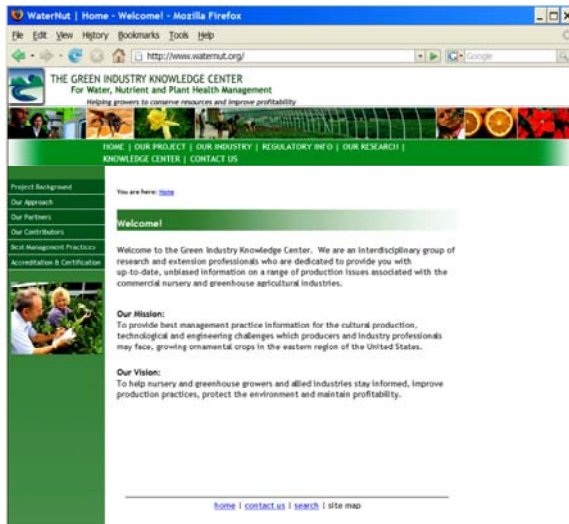 WaterNut | Home - Welcome! - Mozilla Firefox
File Edit View History Bookmarks Tools Help
http://www.waternut.org/
Google
THE GREEN INDUSTRY KNOWLEDGE CENTER
For Water, Nutrient and Plant Health Management
Helping growers to conserve resources and improve profitability
HOME | OUR PROJECT | OUR INDUSTRY | REGULATORY INFO | OUR RESEARCH |
KNOWLEDGE CENTER | CONTACT US
Project Background
Our Approach
Our Partners
Our Contributors
Best Management Practices
Accreditation & Certification
You are here: Home
Welcome!
Welcome to the Green Industry Knowledge Center. We are an interdisciplinary group of
research and extension professionals who are dedicated to provide you with
up-to-date, unbiased information on a range of production issues associated with the
commercial nursery and greenhouse agricultural industries.
Our Mission:
To provide best management practice information for the cultural production,
technological and engineering challenges which producers and industry professionals
may face, growing ornamental crops in the eastern region of the United States.
Our Vision:
To help nursery and greenhouse growers and allied industries stay informed, improve
production practices, protect the environment and maintain profitability.
home | contact us | search | site map